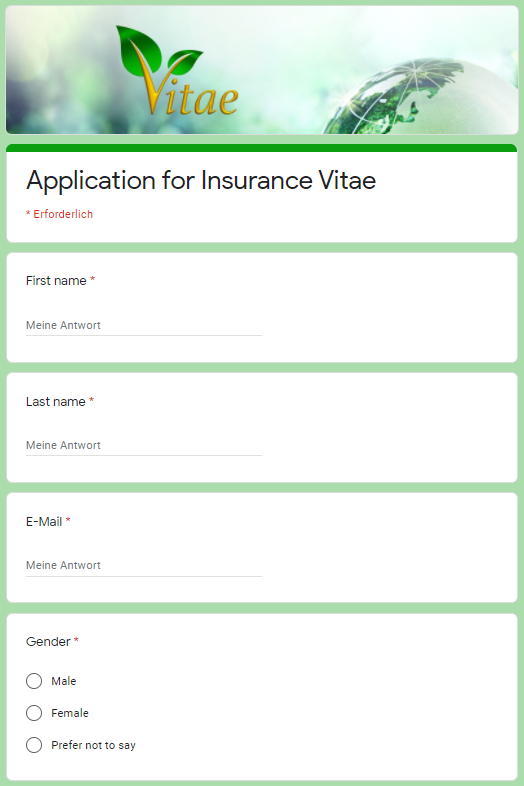 Vitae
Application for Insurance Vitae
* Erforderlich
First name *
Meine Antwort
Last name *
Meine Antwort
E-Mail *
Meine Antwort
Gender *
Male
Female
Prefer not to say